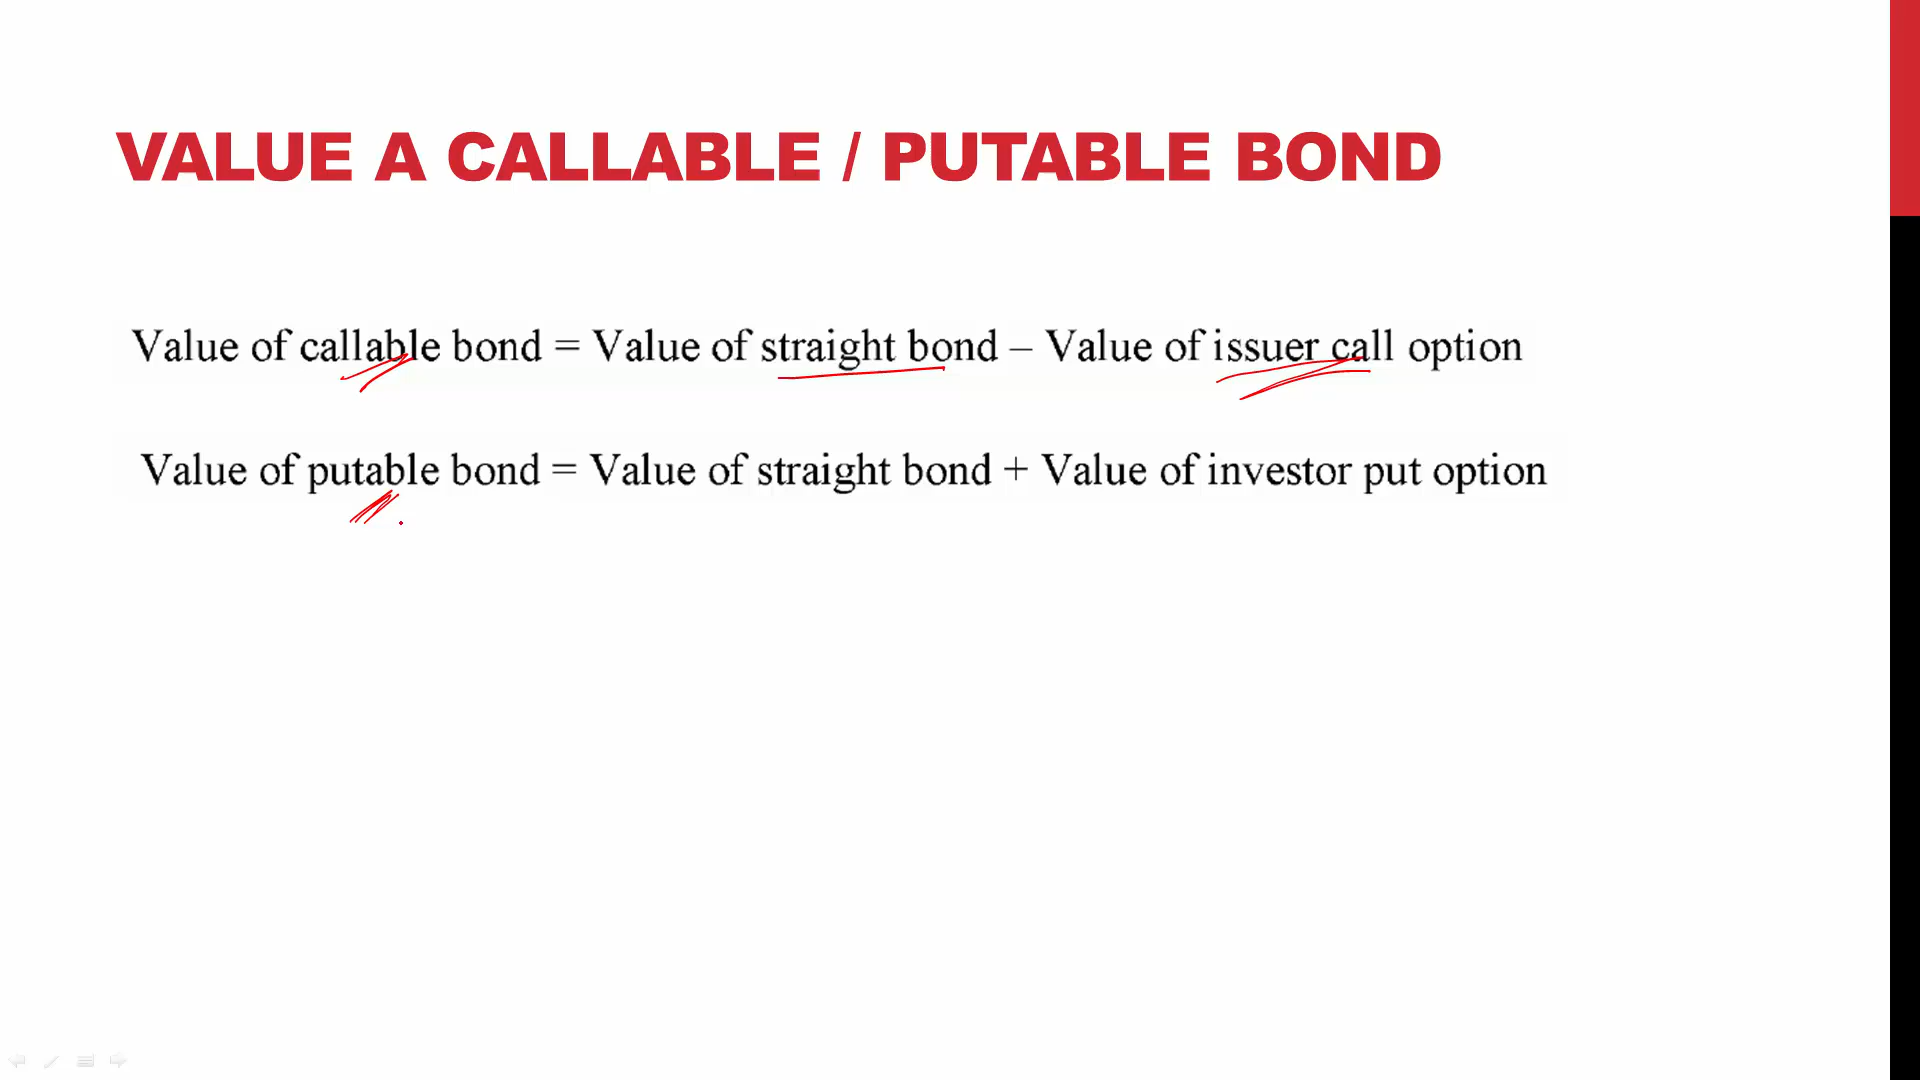 VALUE A CALLABLE / PUTABLE BOND
Value of callable bond = Value of straight bond – Value of issuer call option
Value of putable bond = Value of straight bond + Value of investor put option